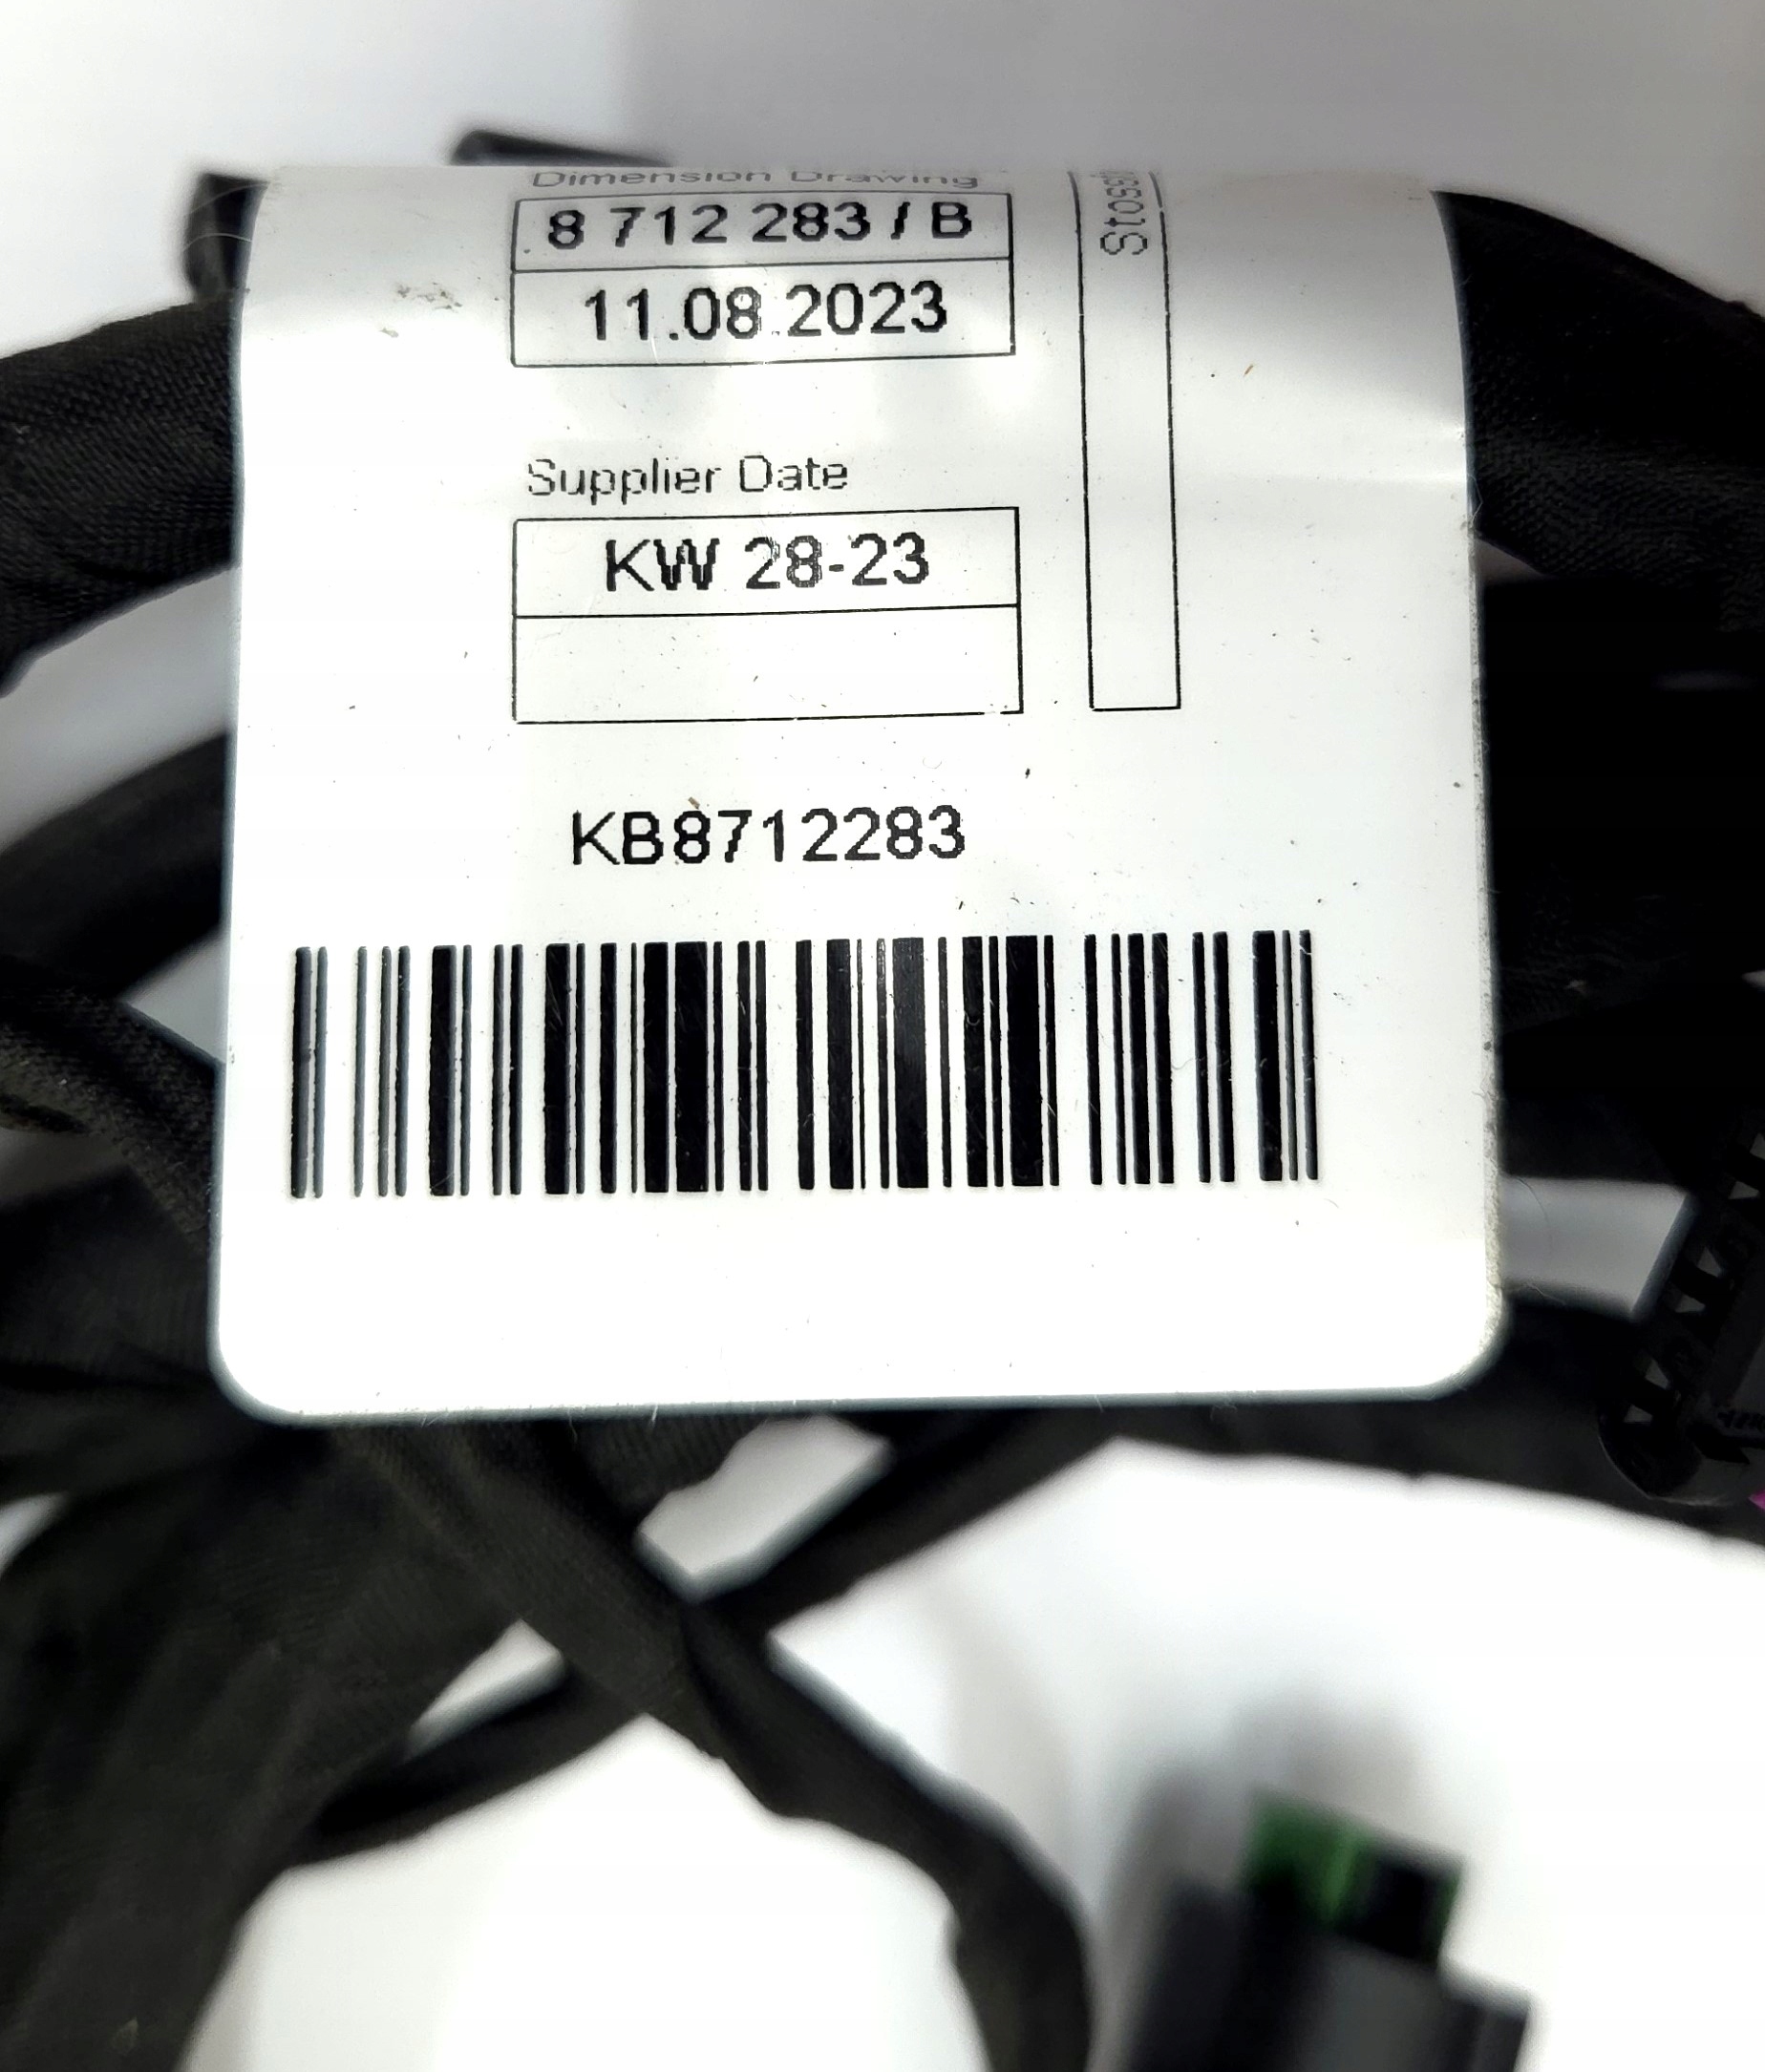 Dimension Drawing
8 712 283 / B
11.08.2023
Supplier Date
KW 28-23
KB8712283